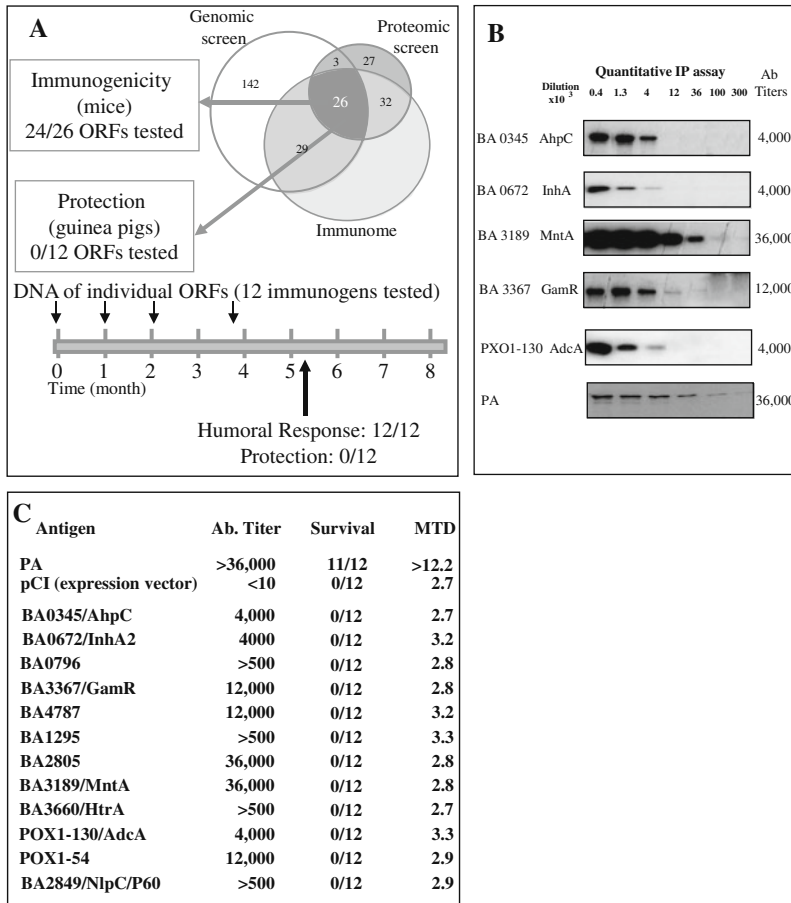 A
Genomic
screen
Proteomic
screen
3
27
142
Immunogenicity
(mice)
24/26 ORFs tested
26
32
29
Protection
(guinea pigs)
0/12 ORFs tested
Immunome
DNA of individual ORFs (12 immunogens tested)
0 1 2 3 4 5 6 7 8
Time (month)
Humoral Response: 12/12
Protection: 0/12
B
Quantitative IP assay
Ab
Titers
Dilution
x10 3
0.4 1.3 4 12 36 100 300
BA 0345 AhpC 4,000
BA 0672 InhA 4,000
BA 3189 MntA 36,000
BA 3367 GamR 12,000
PXO1-130 AdcA 4,000
PA 36,000
C
Antigen Ab. Titer Survival MTD
PA >36,000 11/12 >12.2
pCI (expression vector) <10 0/12 2.7
BA0345/AhpC 4,000 0/12 2.7
BA0672/InhA2 4000 0/12 3.2
BA0796 >500 0/12 2.8
BA3367/GamR 12,000 0/12 2.8
BA4787 12,000 0/12 3.2
BA1295 >500 0/12 3.3
BA2805 36,000 0/12 2.8
BA3189/MntA 36,000 0/12 2.8
BA3660/HtrA >500 0/12 2.7
POX1-130/AdcA 4,000 0/12 3.3
POX1-54 12,000 0/12 2.9
BA2849/NlpC/P60 >500 0/12 2.9